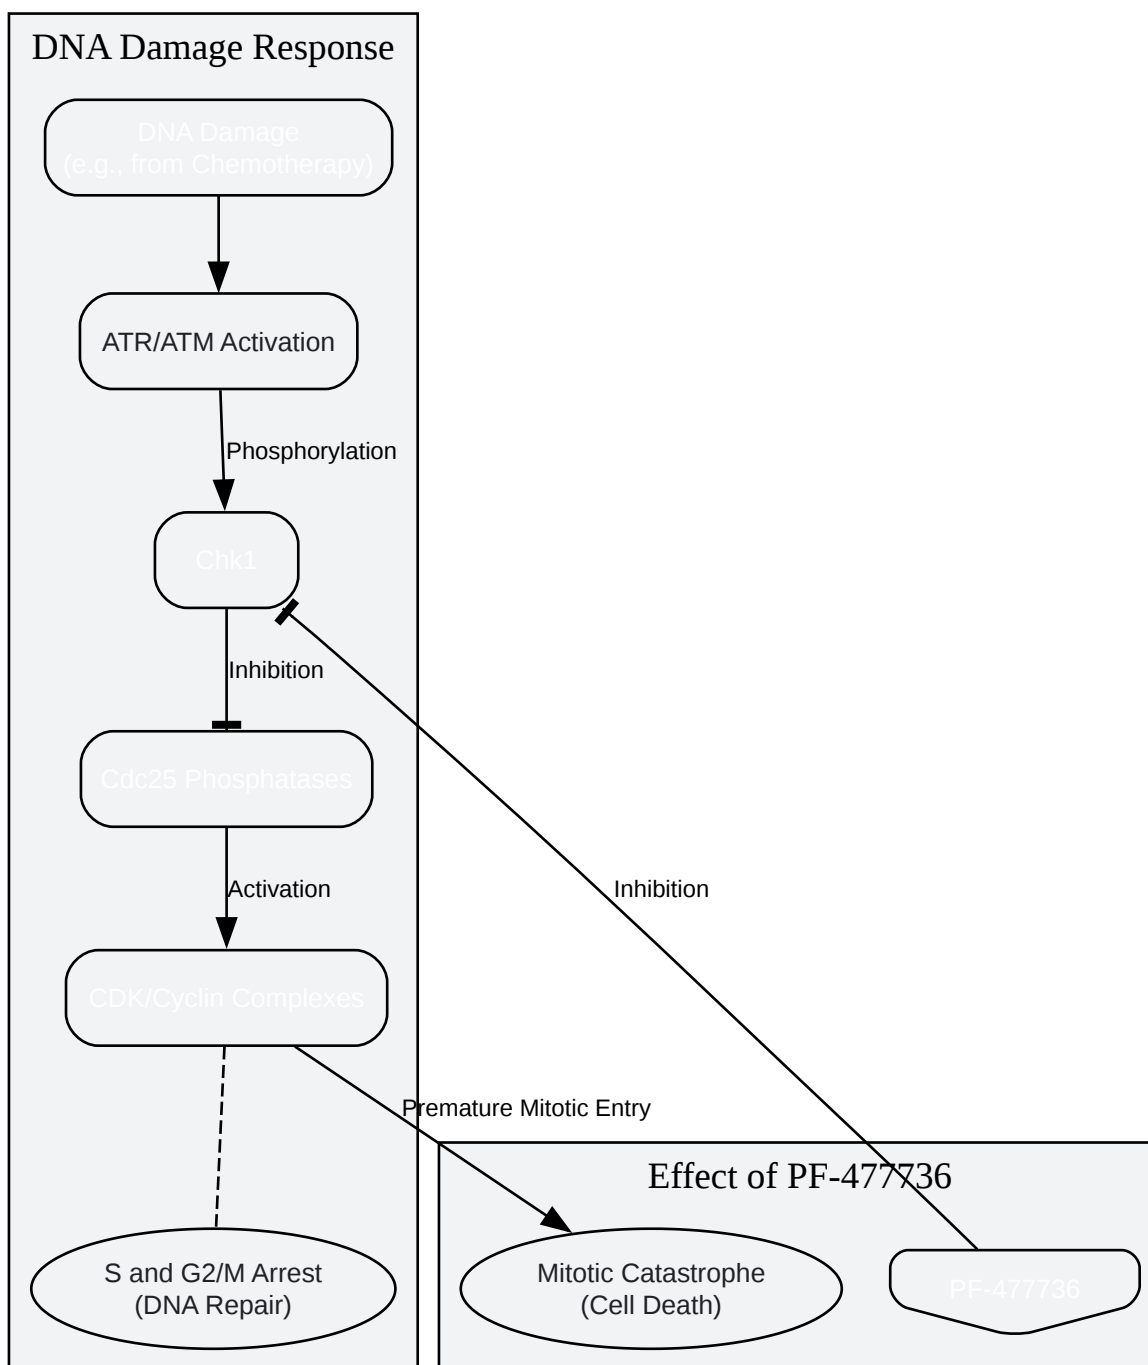 DNA Damage Response
DNA Damage
(e.g., from Chemotherapy)
ATR/ATM Activation
Phosphorylation
Chk1
Inhibition
Cdc25 Phosphatases
Activation
Inhibition
CDK/Cyclin Complexes
Premature Mitotic Entry
Effect of PF-477736
S and G2/M Arrest
(DNA Repair)
Mitotic Catastrophe
(Cell Death)
PF-477736